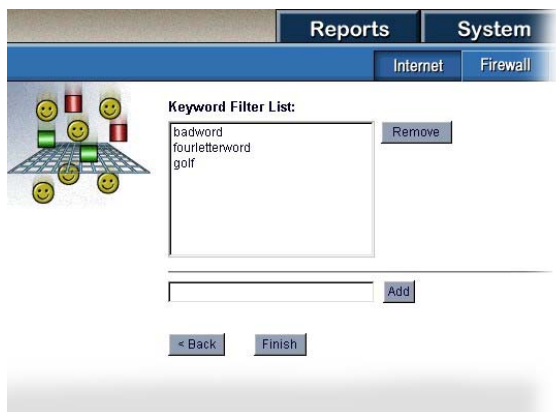 Reports System
Internet Firewall
Keyword Filter List:
badword
fourletterword
golf
Remove
Add
< Back Finish